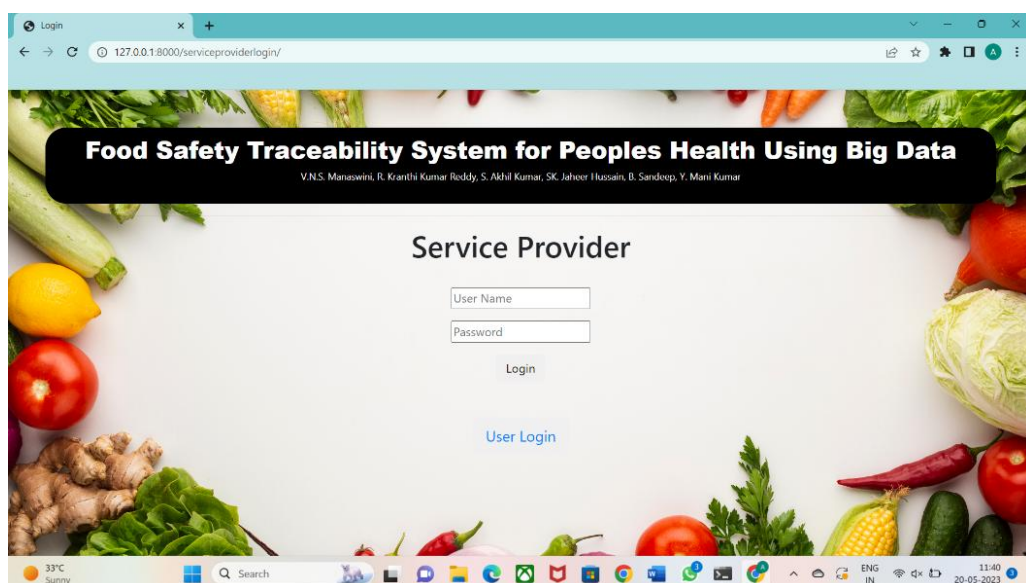 Login
127.0.0.1:8000/serviceproviderlogin/
A
Food Safety Traceability System for Peoples Health Using Big Data
V.N.S. Manaswini, R. Kranthi Kumar Reddy, S. Akhil Kumar, SK. Jaheer Hussain, B. Sandeep, Y. Mani Kumar
Service Provider
User Name
Password
Login
User Login
33°C
Sunny
Search
ENG
IN
11:40
20-05-2023